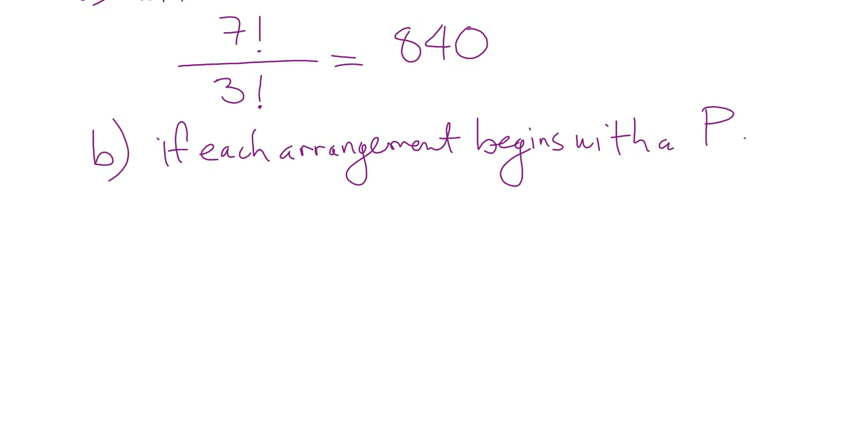 7!
3!
= 840
b) if each arrangement begins with a P.